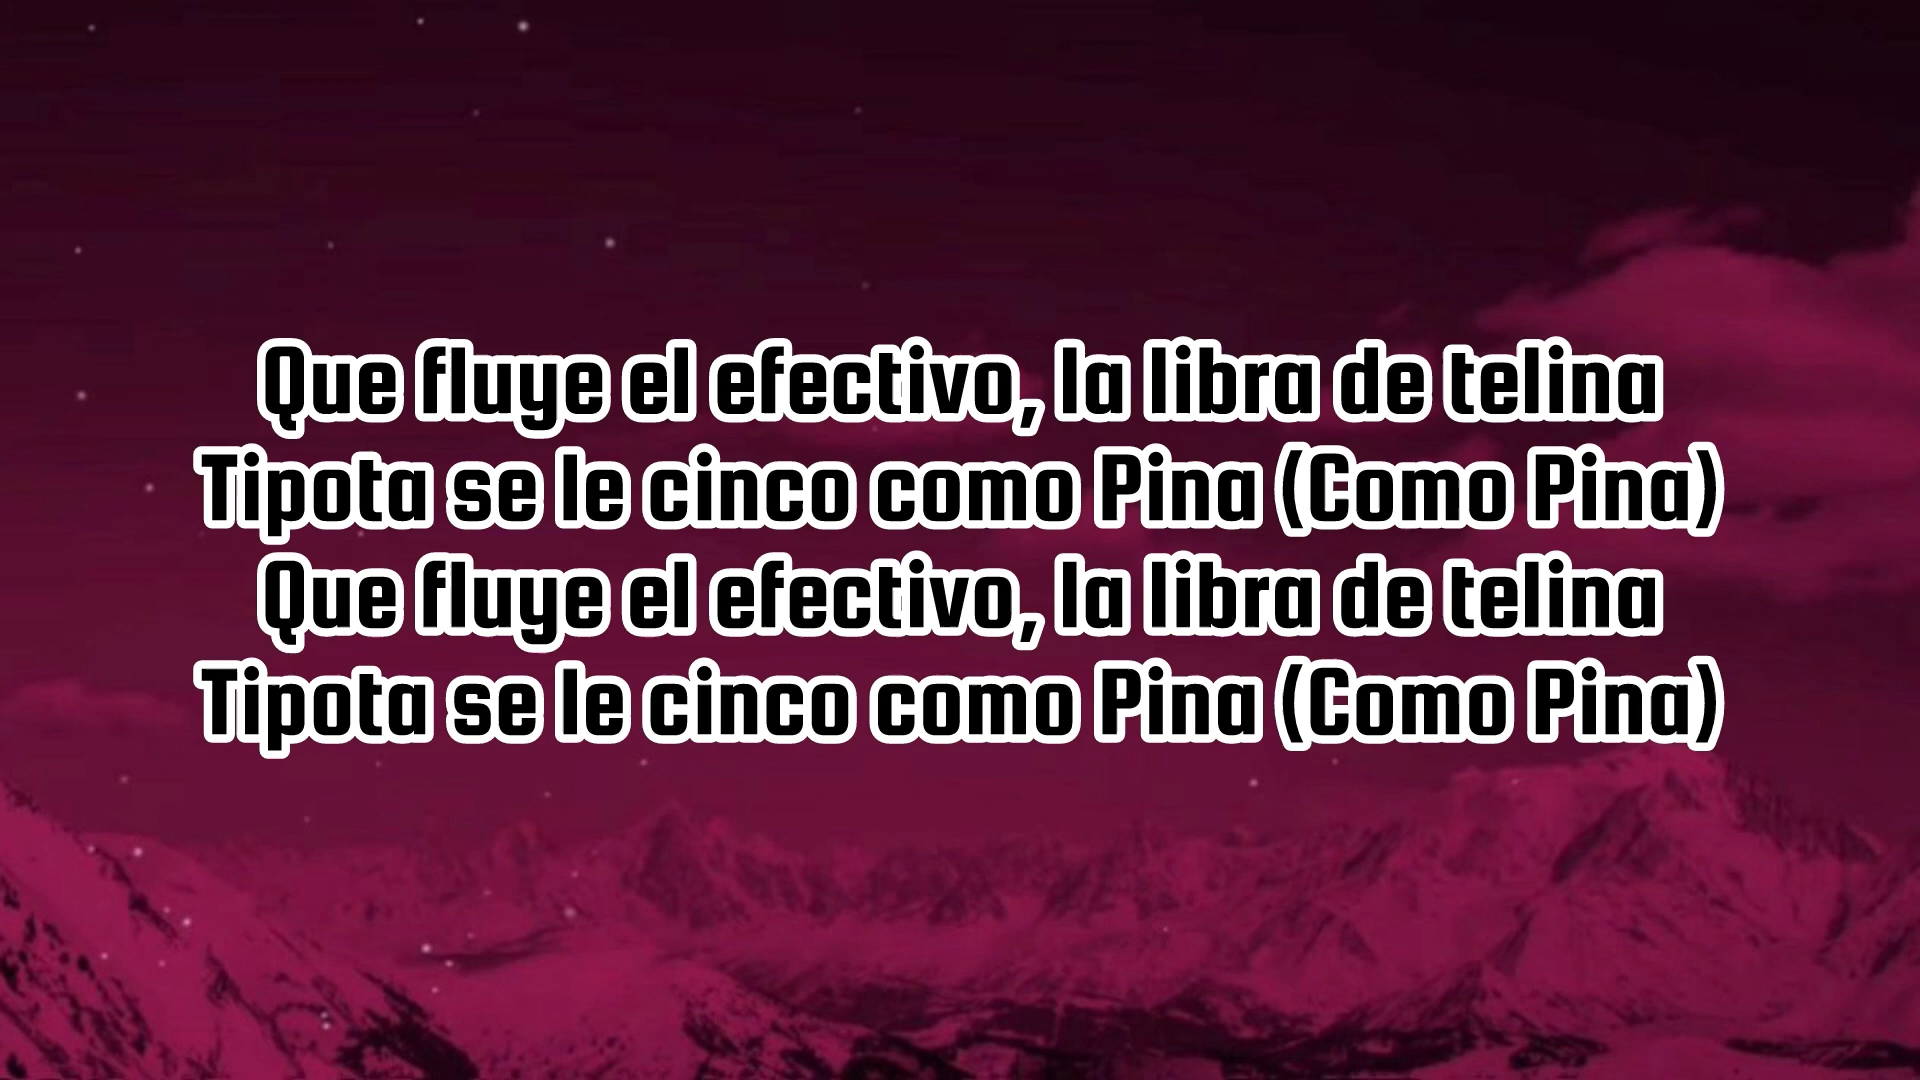 Que fluye el efectivo, la libra de telina
Tipota se le cinco como Pina (Como Pina)
Que fluye el efectivo, la libra de telina
Tipota se le cinco como Pina (Como Pina)